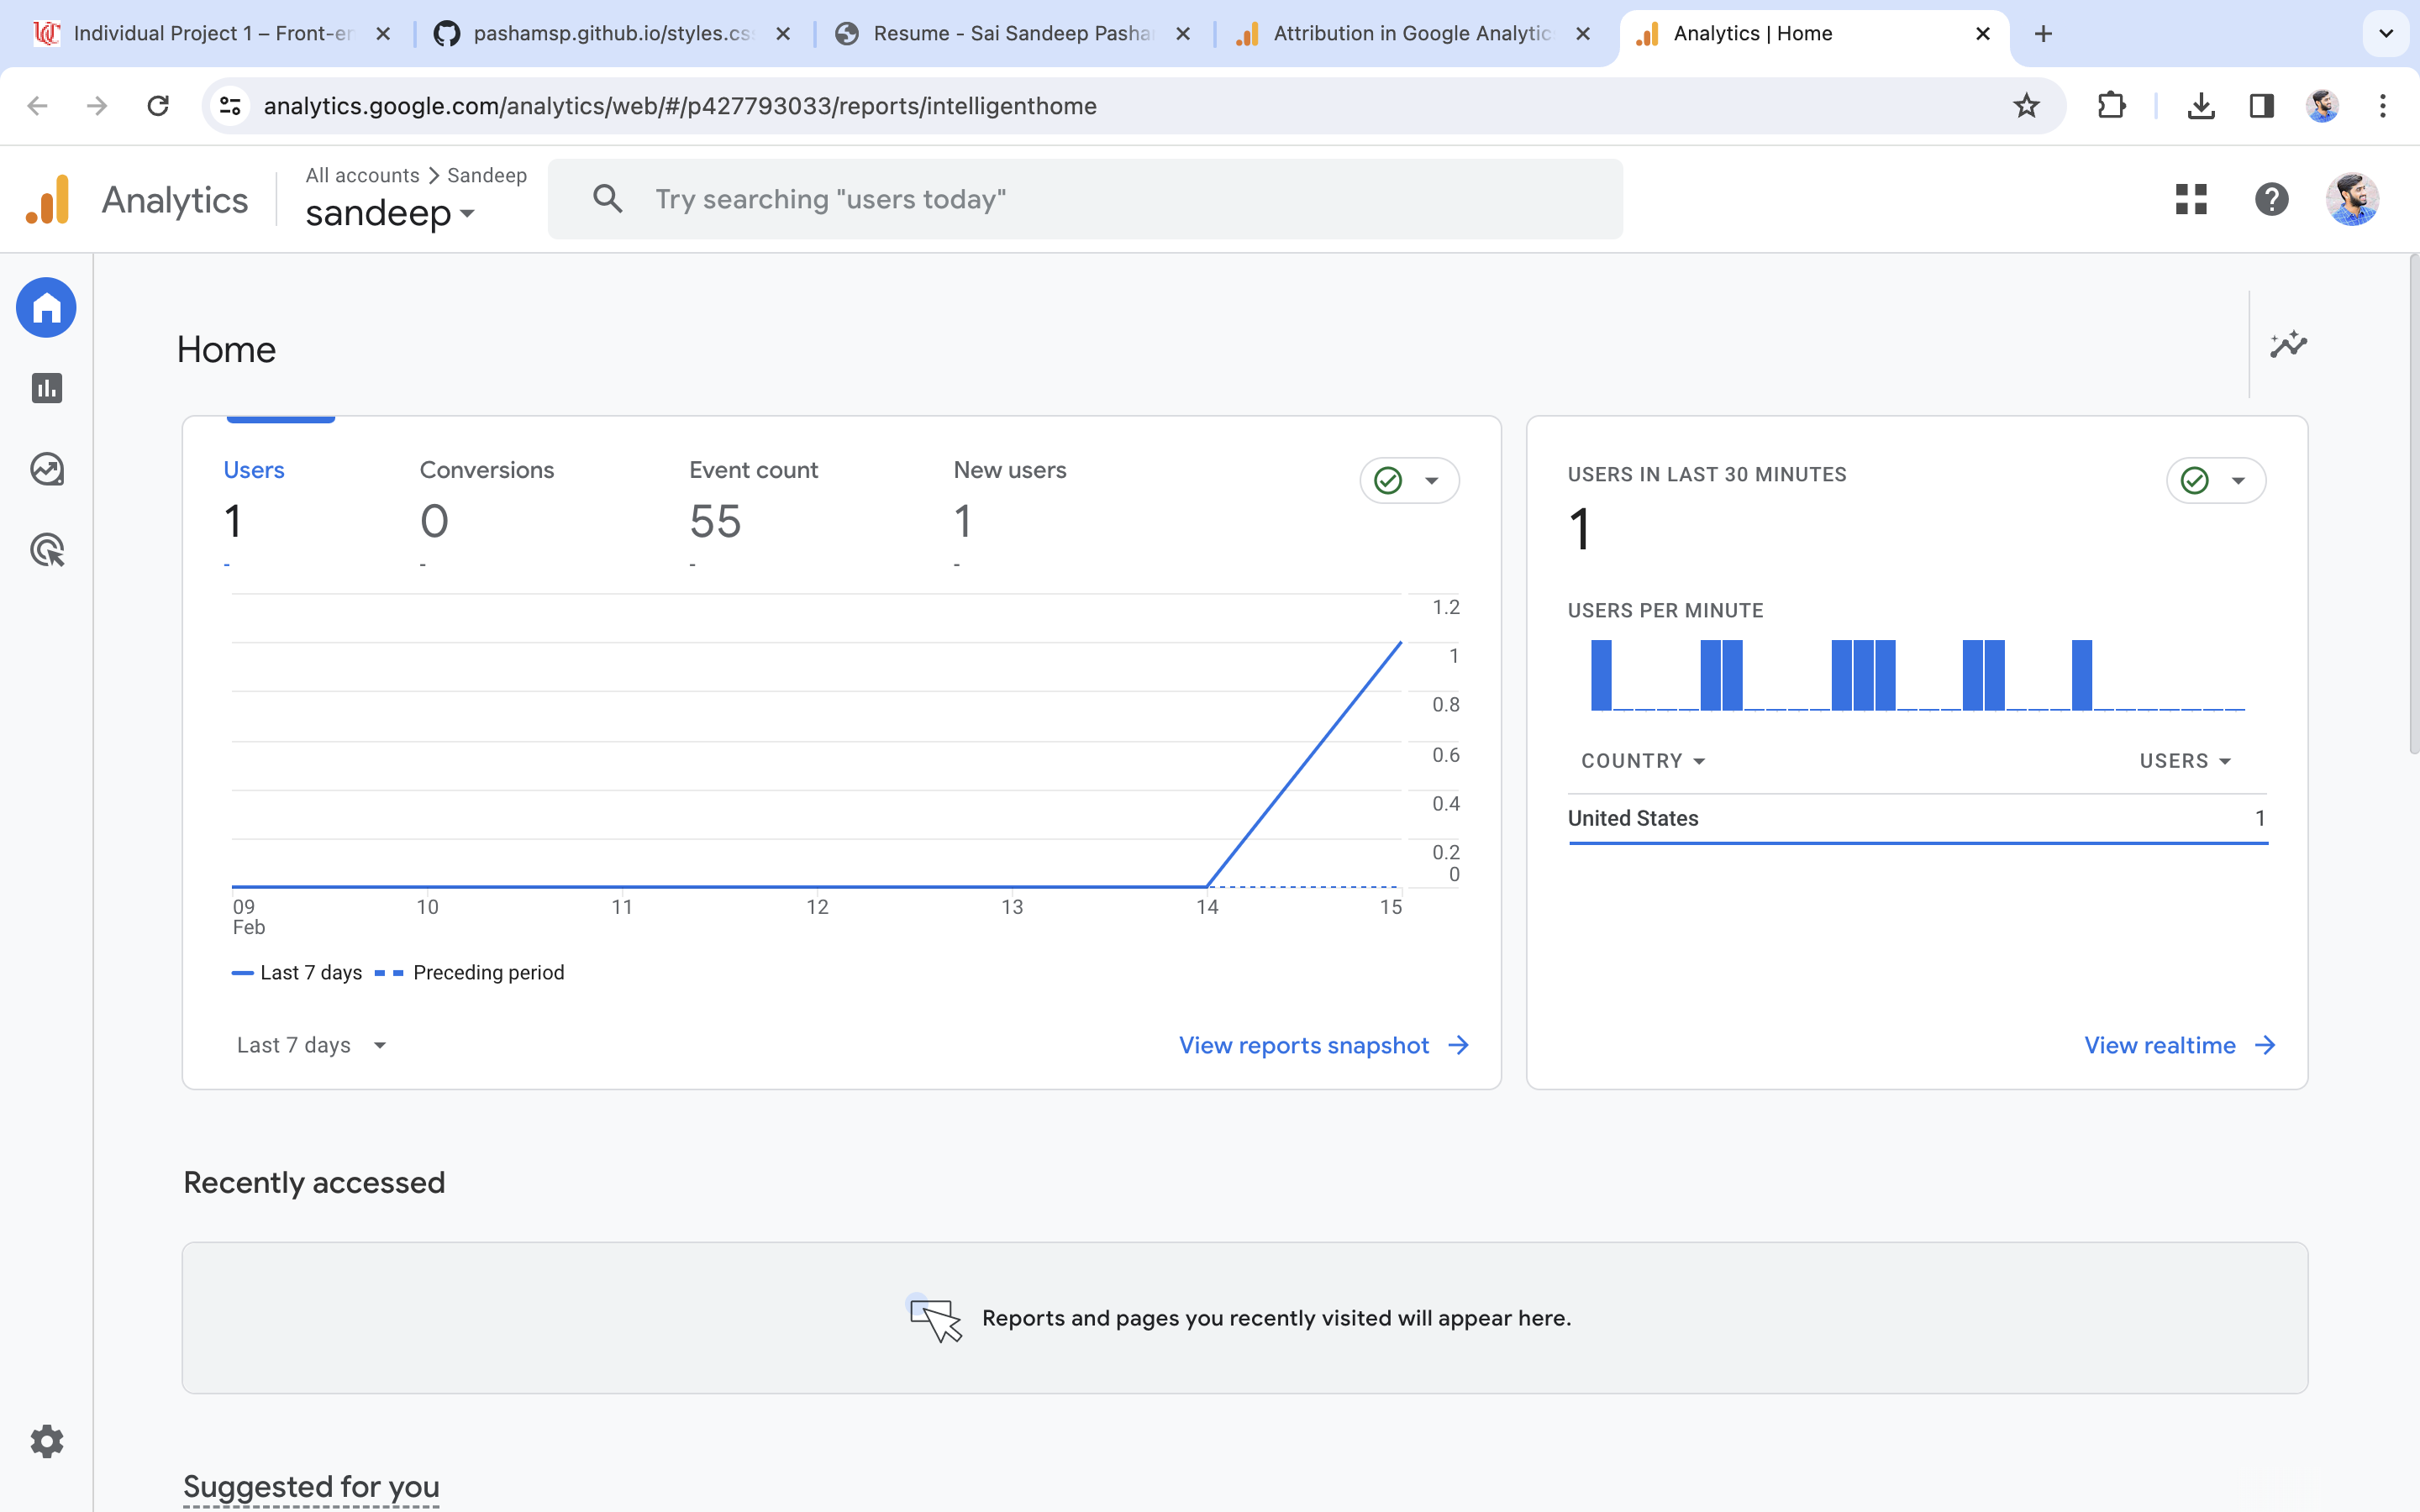 Individual Project 1 – Front-en
pashamsp.github.io/styles.css
Resume - Sai Sandeep Pasha
Attribution in Google Analytic
Analytics | Home
analytics.google.com/analytics/web/#/p427793033/reports/intelligenthome
Analytics
All accounts > Sandeep
sandeep
Try searching "users today"
Home
Users
1
-
Conversions
0
-
Event count
55
-
New users
1
-
1.2
1
0.8
0.6
0.4
0.2
0
09
Feb
10
11
12
13
14
15
Last 7 days
Preceding period
Last 7 days
View reports snapshot
USERS IN LAST 30 MINUTES
1
USERS PER MINUTE
COUNTRY
USERS
United States
1
View realtime
Recently accessed
Reports and pages you recently visited will appear here.
Suggested for you